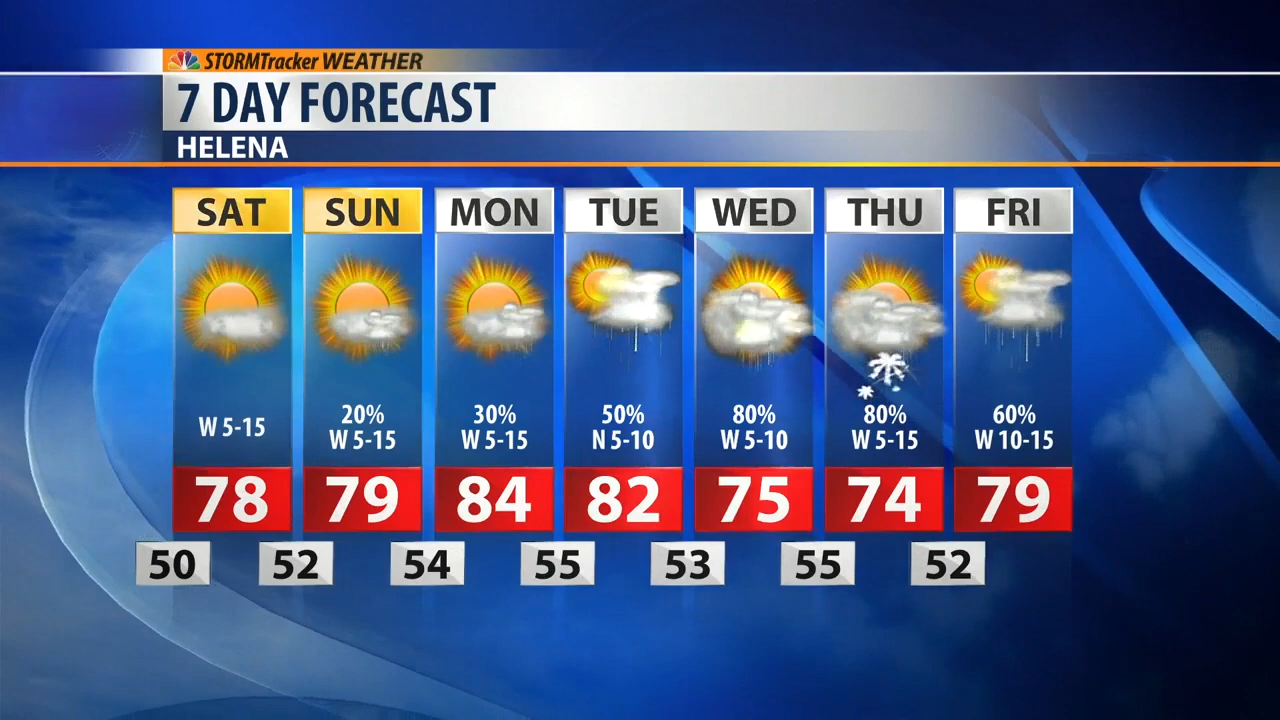 STORMTracker WEATHER
7 DAY FORECAST
HELENA
SAT SUN MON TUE WED THU FRI
20% 30% 50% 80% 80% 60%
W 5-15 W 5-15 W 5-15 N 5-10 W 5-10 W 5-15 W 10-15
78 79 84 82 75 74 79
50 52 54 55 53 55 52